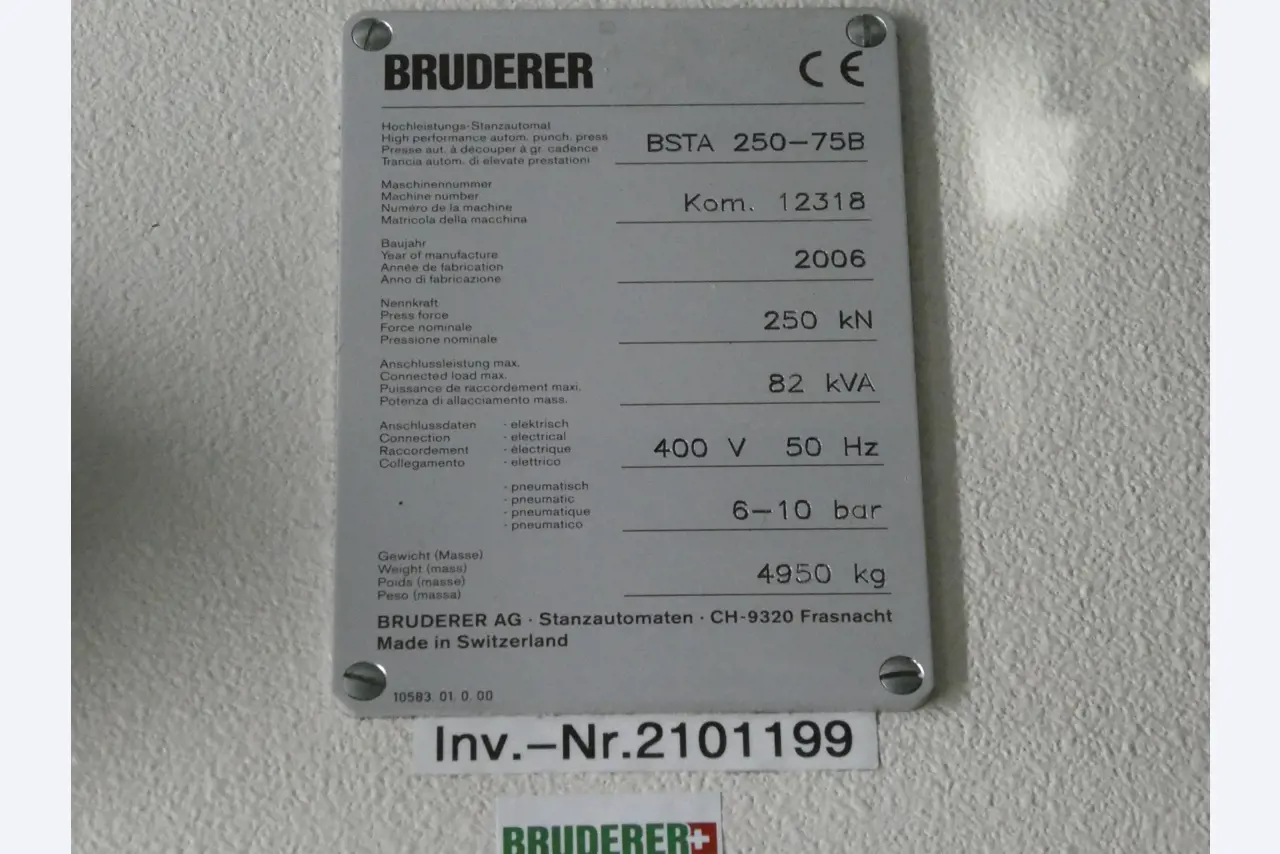 BRUDERER CE
Hochleistungs-Stanzautomat
High performance autom. punch. press
Presse aut. à découper à gr. cadence
Trancia autom. di elevate prestazioni
BSTA 250-75B
Maschinennummer
Machine number
Numéro de la machine
Matricola della macchina
Kom. 12318
Baujahr
Year of manufacture
Année de fabrication
Anno di fabricazione
2006
Nennkraft
Press force
Force nominale
Pressione nominale
250 kN
Anschlussleistung max.
Connected load max.
Puissance de raccordement maxi.
Potenza di allacciamento mass.
82 kVA
Anschlussdaten - elektrisch
Connection - electrical
Raccordement - électrique
Collegamento - elettrico
400 V 50 Hz
- pneumatisch
- pneumatic
- pneumatique
- pneumatico
6-10 bar
Gewicht (Masse)
Weight (mass)
Poids (masse)
Peso (massa)
4950 kg
BRUDERER AG · Stanzautomaten · CH-9320 Frasnacht
Made in Switzerland
10583.01.0.00
Inv.-Nr.2101199
BRUDERER